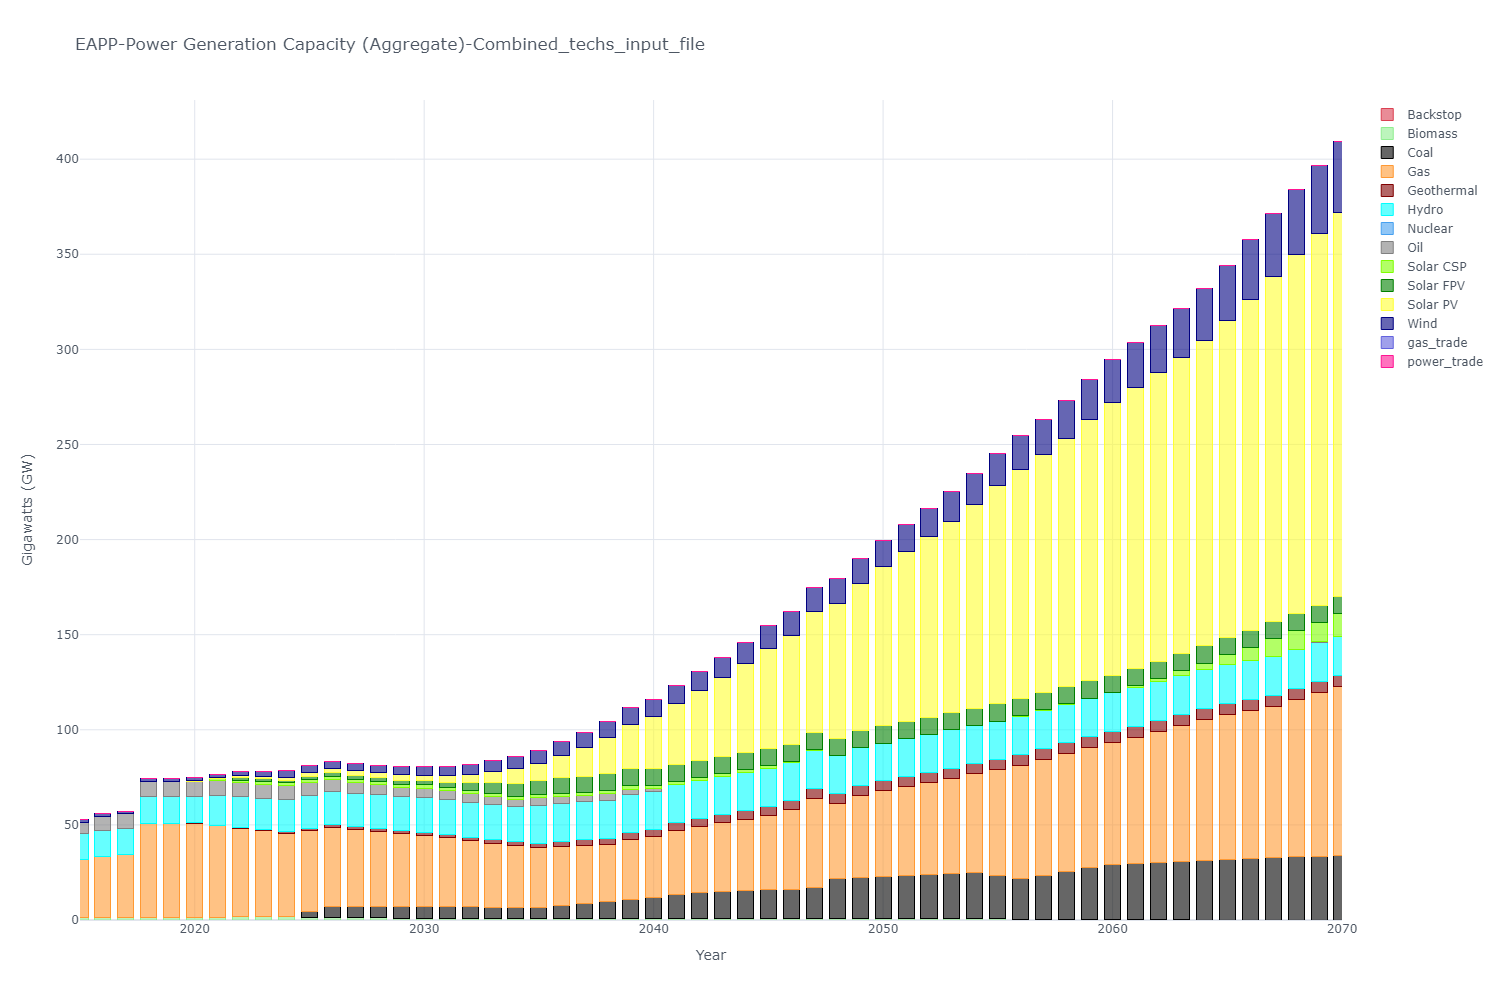 EAPP-Power Generation Capacity (Aggregate)-Combined_techs_input_file
Backstop
Biomass
Coal
Gas
Geothermal
Hydro
Nuclear
Oil
Solar CSP
Solar FPV
Solar PV
Wind
gas_trade
power_trade
400
350
300
250
200
150
100
50
0
Gigawatts (GW)
2020
2030
2040
2050
2060
2070
Year